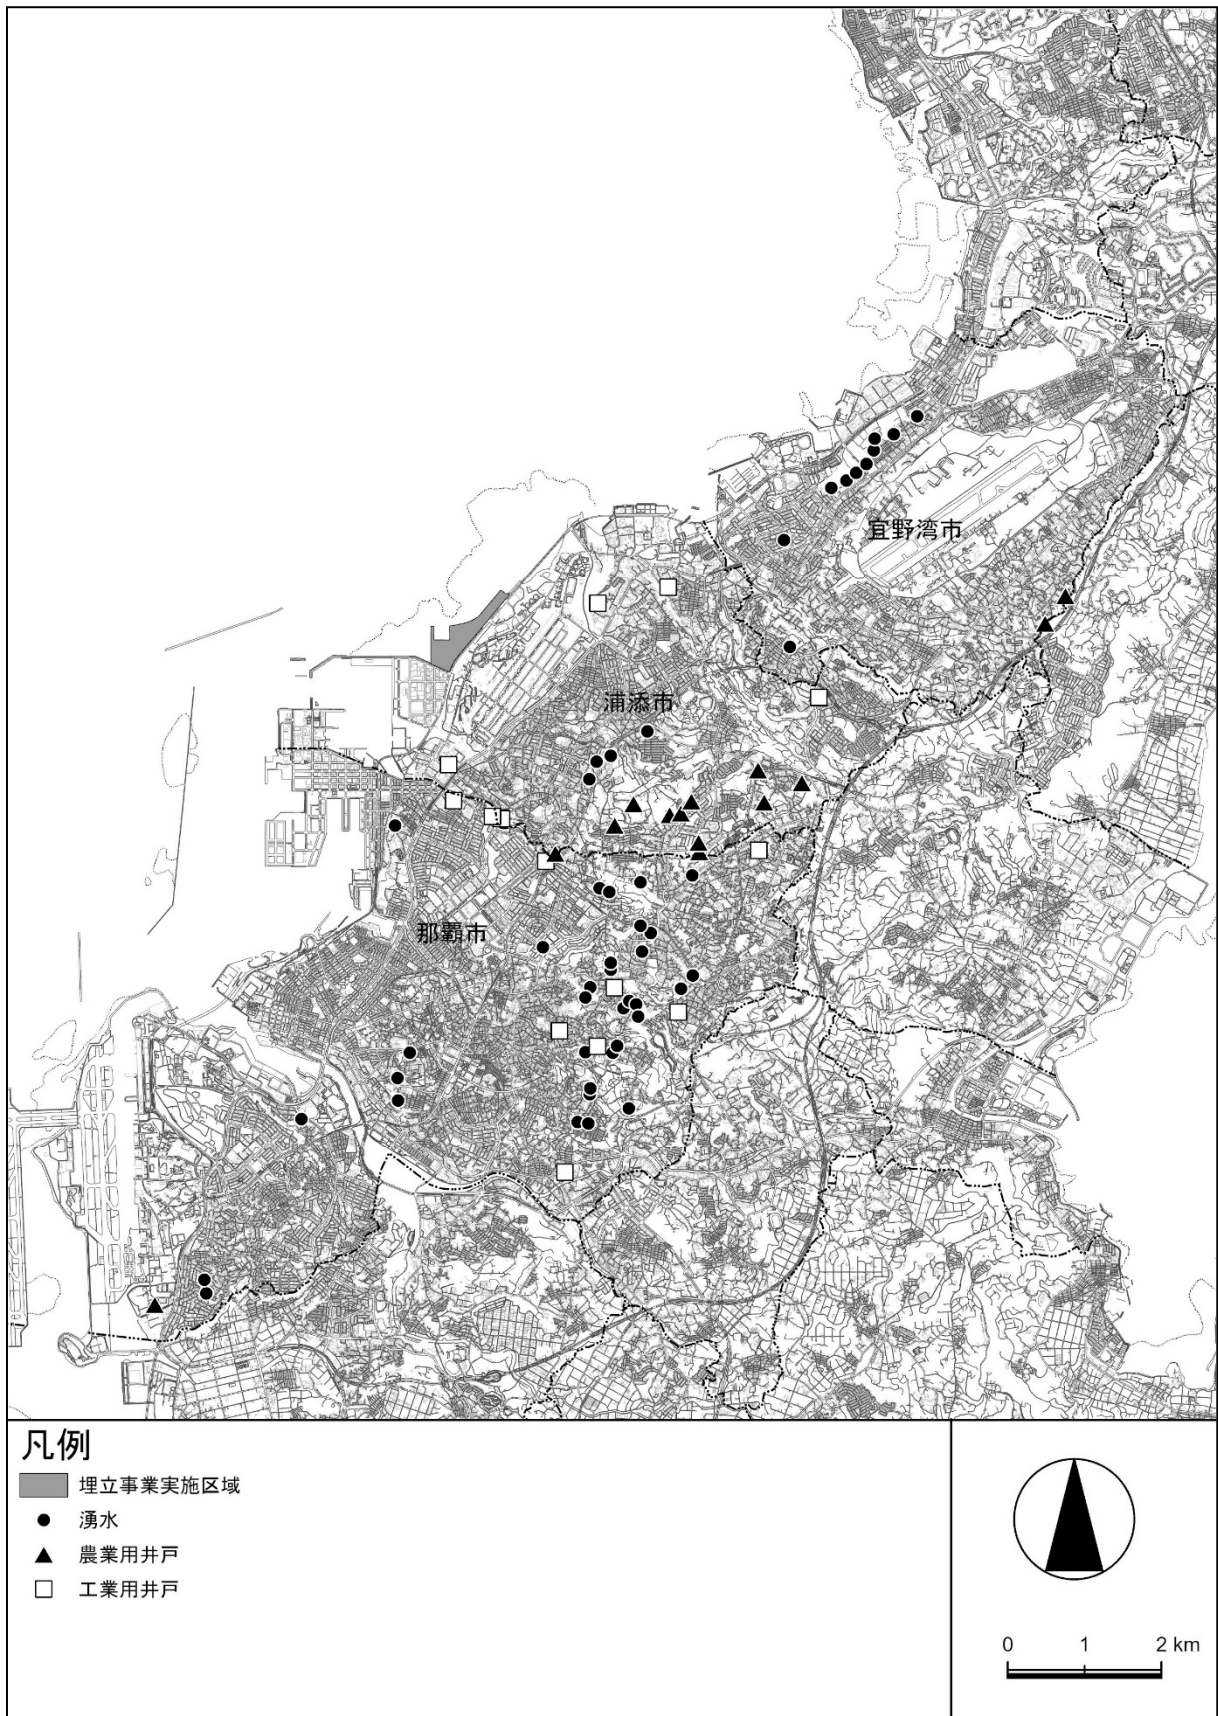 宜野湾市
浦添市
那覇市
凡例
埋立事業実施区域
湧水
農業用井戸
工業用井戸
0 1 2 km